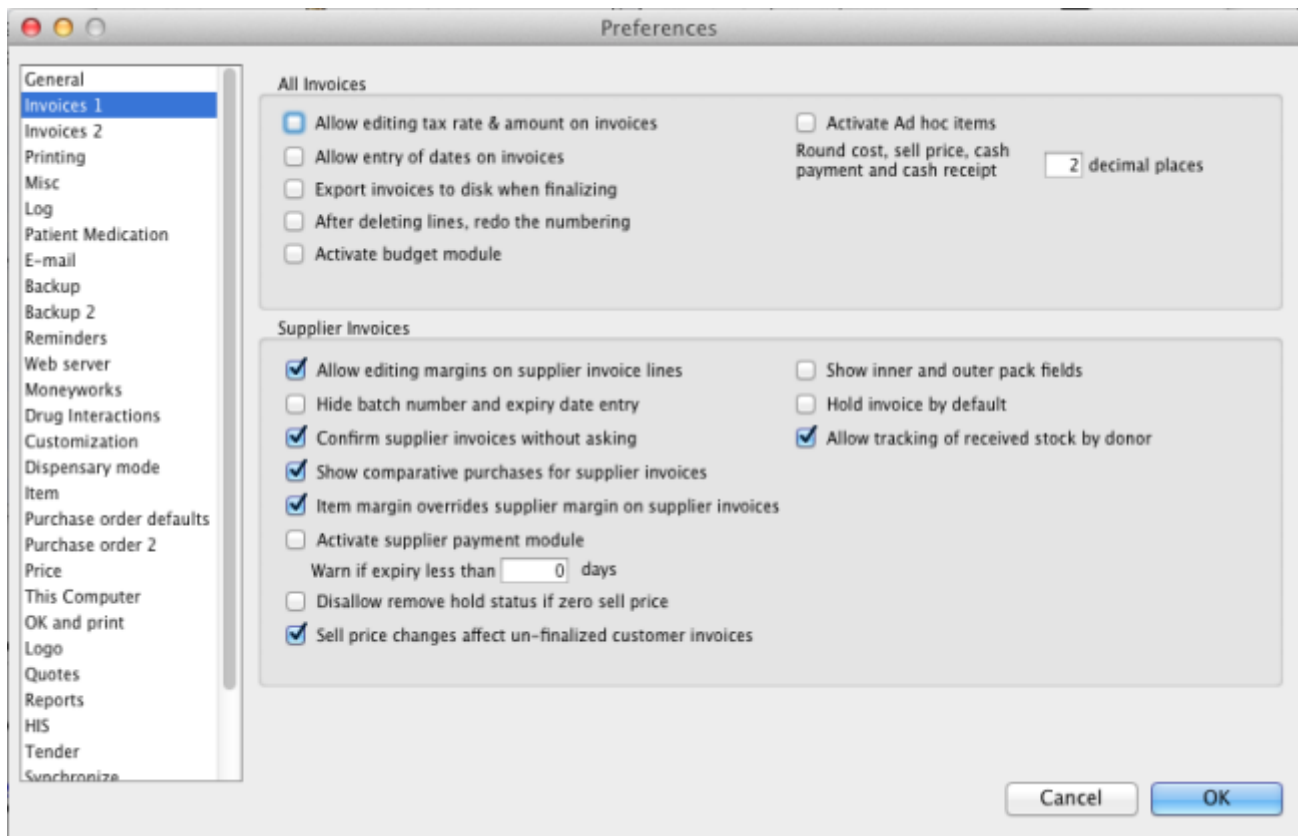 Preferences
General
Invoices 1
Invoices 2
Printing
Misc
Log
Patient Medication
E-mail
Backup
Backup 2
Reminders
Web server
Moneyworks
Drug Interactions
Customization
Dispensary mode
Item
Purchase order defaults
Purchase order 2
Price
This Computer
OK and print
Logo
Quotes
Reports
HIS
Tender
Synchronize
All Invoices
Allow editing tax rate & amount on invoices
Allow entry of dates on invoices
Export invoices to disk when finalizing
After deleting lines, redo the numbering
Activate budget module
Activate Ad hoc items
Round cost, sell price, cash
payment and cash receipt 2 decimal places
Supplier Invoices
Allow editing margins on supplier invoice lines
Hide batch number and expiry date entry
Confirm supplier invoices without asking
Show comparative purchases for supplier invoices
Item margin overrides supplier margin on supplier invoices
Activate supplier payment module
Warn if expiry less than 0 days
Disallow remove hold status if zero sell price
Sell price changes affect un-finalized customer invoices
Show inner and outer pack fields
Hold invoice by default
Allow tracking of received stock by donor
Cancel
OK